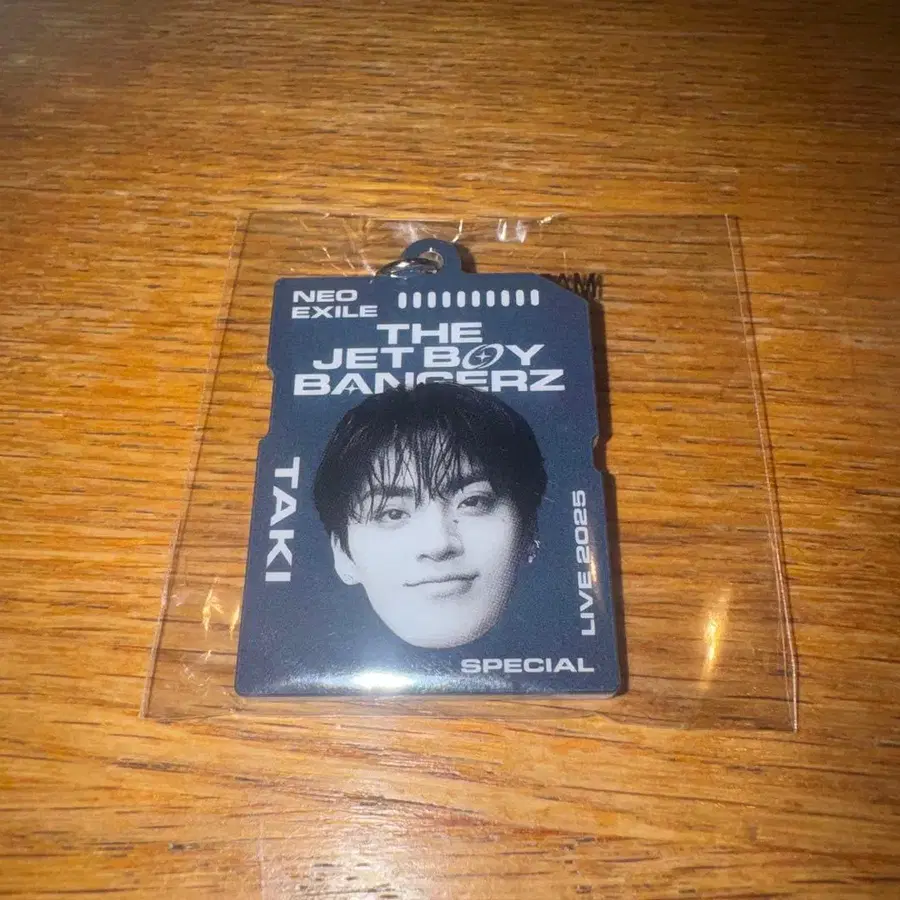 NEO
EXILE
THE
JET BOY
BANGERZ
TAKI
LIVE 2025
SPECIAL